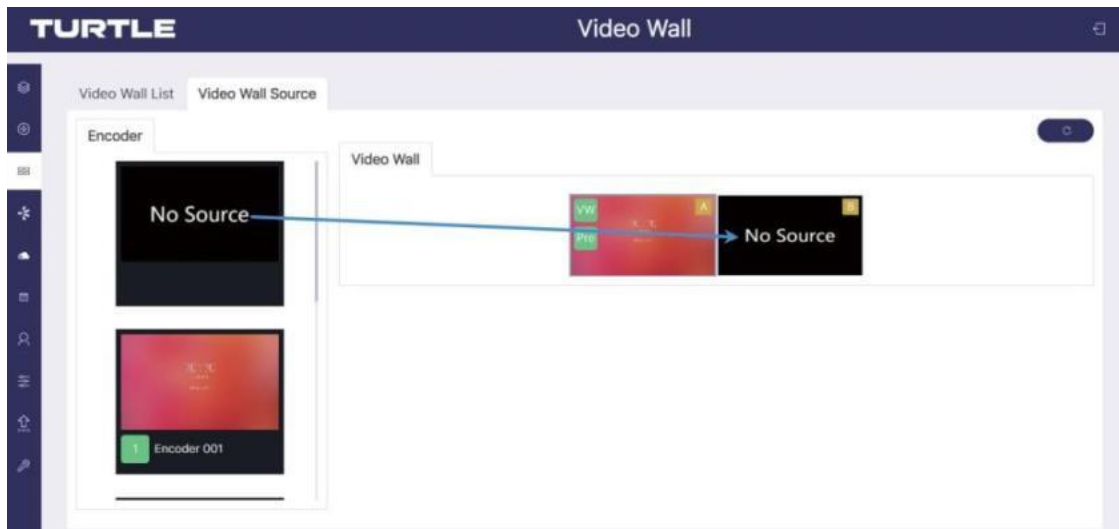 TURTLE
Video Wall
Video Wall List
Video Wall Source
Encoder
Video Wall
No Source
VW
A
Pro
B
No Source
1
Encoder 001